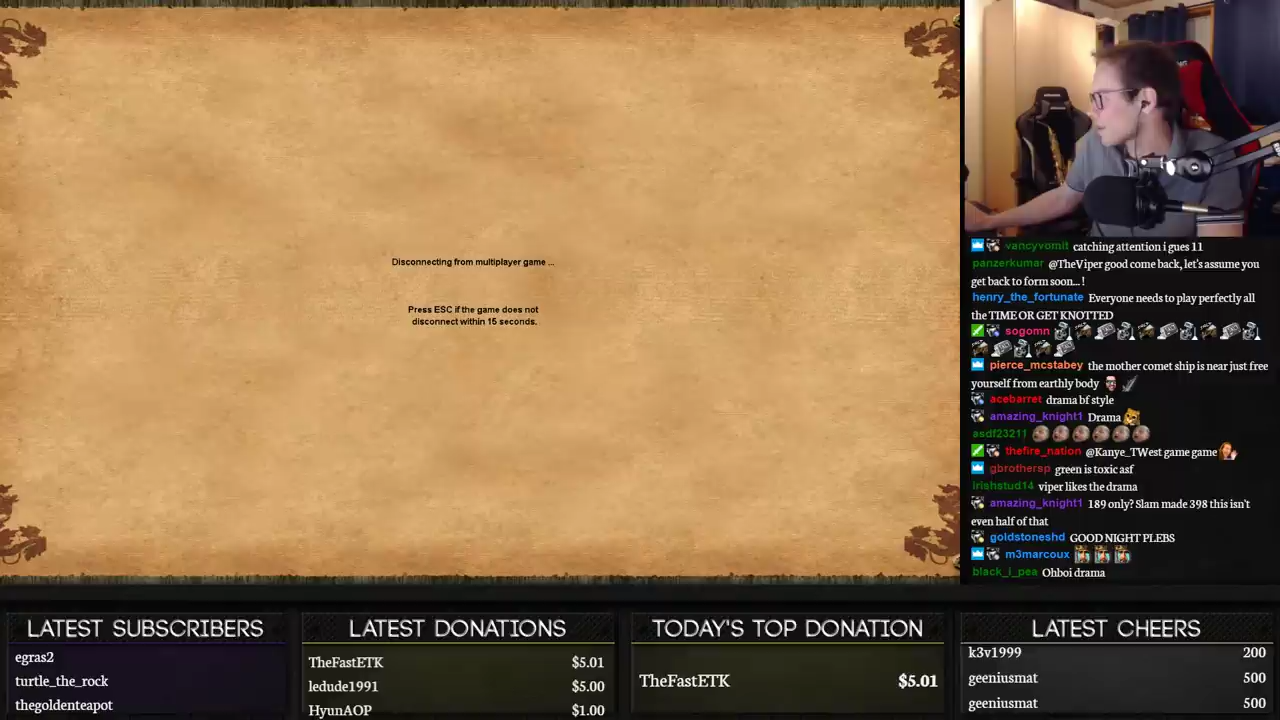 Disconnecting from multiplayer game ...
Press ESC if the game does not
disconnect within 15 seconds.
vancyvomit catching attention i gues 11
panzerkumar @TheViper good come back, let's assume you
get back to form soon...!
henry_the_fortunate Everyone needs to play perfectly all
the TIME OR GET KNOTTED
sogomn
pierce_mcstabey the mother comet ship is near just free
yourself from earthly body
acebarret drama bf style
amazing_knight1 Drama
asdf23211
thefire_nation @Kanye_TWest game game
gbrothersp green is toxic asf
irishstud14 viper likes the drama
amazing_knight1 189 only? Slam made 398 this isn't
even half of that
goldstoneshd GOOD NIGHT PLEBS
m3marcoux
black_i_pea Ohboi drama
LATEST SUBSCRIBERS
egras2
turtle_the_rock
thegoldenteapot
LATEST DONATIONS
TheFastETK $5.01
ledude1991 $5.00
HyunAOP $1.00
TODAY'S TOP DONATION
TheFastETK $5.01
LATEST CHEERS
k3v1999 200
geeniusmat 500
geeniusmat 500